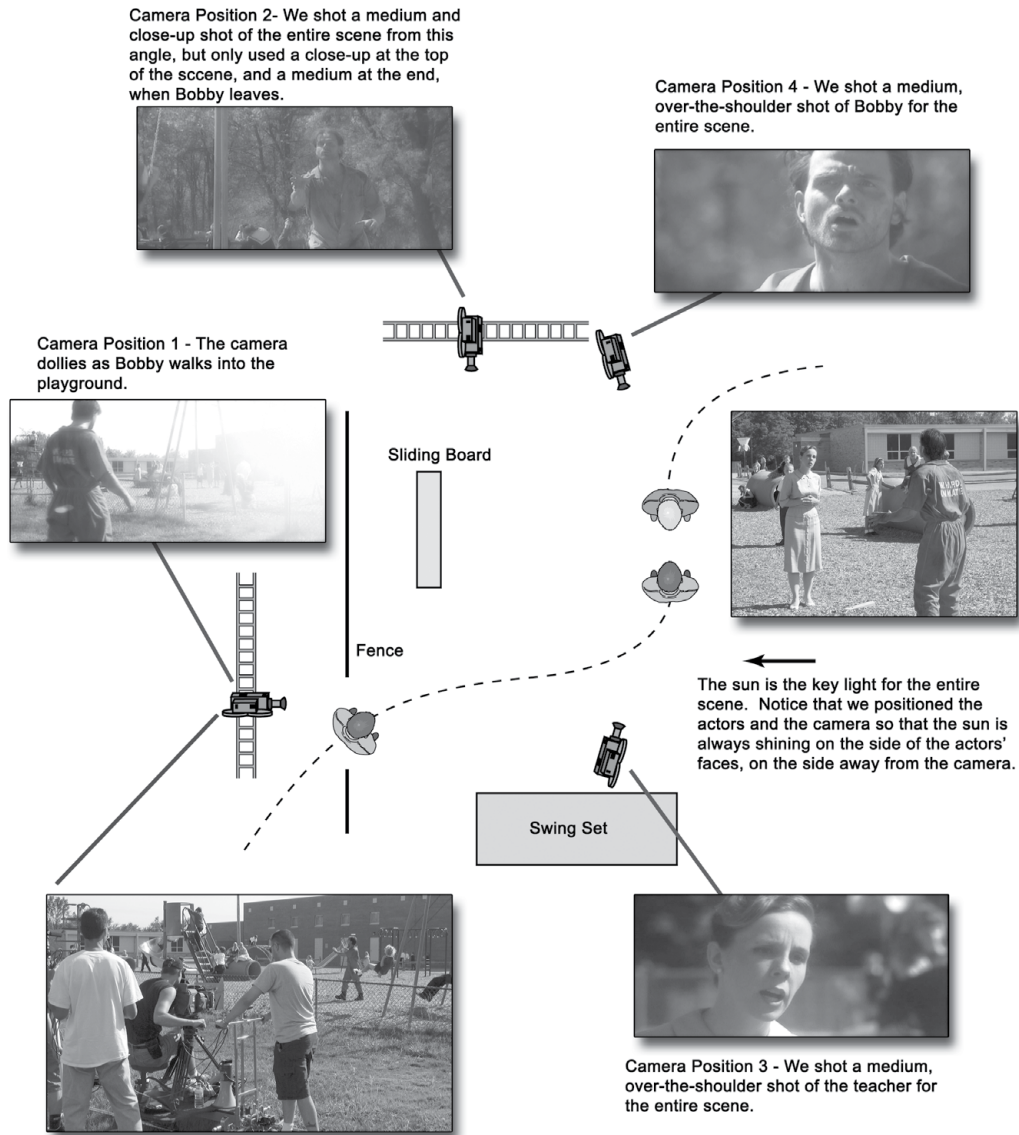 Camera Position 2- We shot a medium and
close-up shot of the entire scene from this
angle, but only used a close-up at the top
of the sccene, and a medium at the end,
when Bobby leaves.
Camera Position 4 - We shot a medium,
over-the-shoulder shot of Bobby for the
entire scene.
Camera Position 1 - The camera
dollies as Bobby walks into the
playground.
Sliding Board
Fence
The sun is the key light for the entire
scene.  Notice that we positioned the
actors and the camera so that the sun is
always shining on the side of the actors'
faces, on the side away from the camera.
Swing Set
Camera Position 3 - We shot a medium,
over-the-shoulder shot of the teacher for
the entire scene.